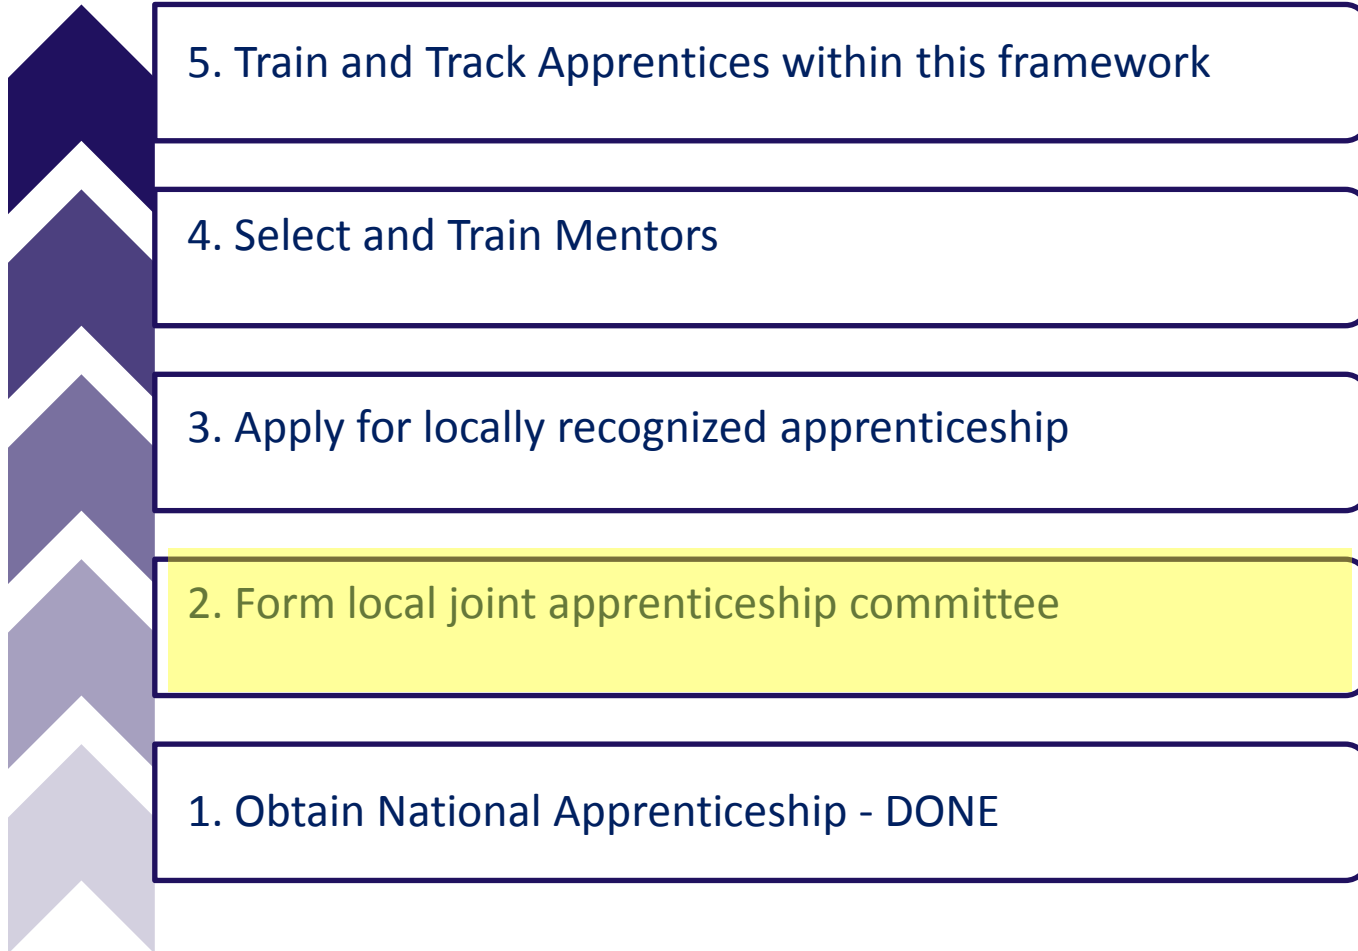 5. Train and Track Apprentices within this framework
4. Select and Train Mentors
3. Apply for locally recognized apprenticeship
2. Form local joint apprenticeship committee
1. Obtain National Apprenticeship - DONE